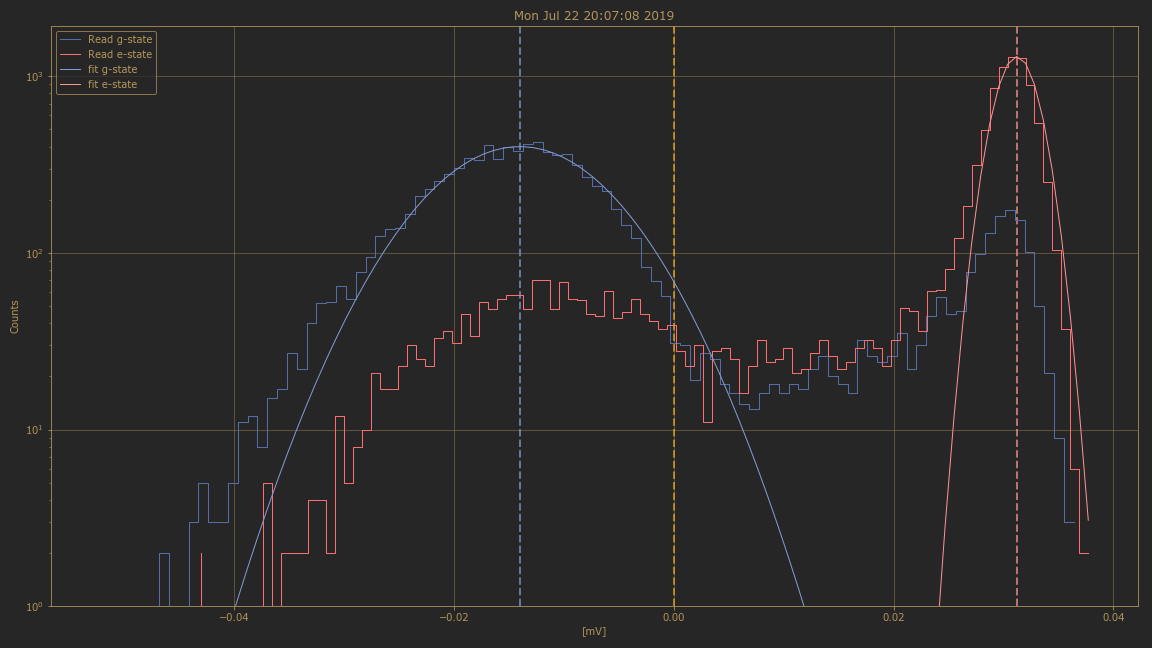 Mon Jul 22 20:07:08 2019
Read g-state
Read e-state
fit g-state
fit e-state
10³
10²
10¹
10⁰
Counts
−0.04 −0.02 0.00 0.02 0.04
[mV]